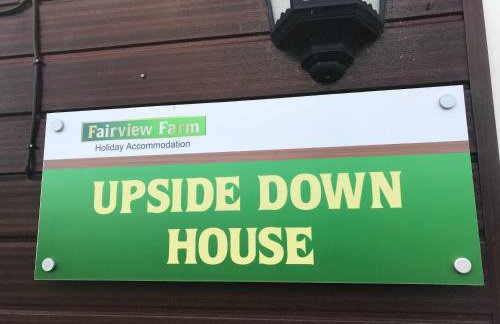 Fairview Farm
Holiday Accommodation
UPSIDE DOWN
HOUSE